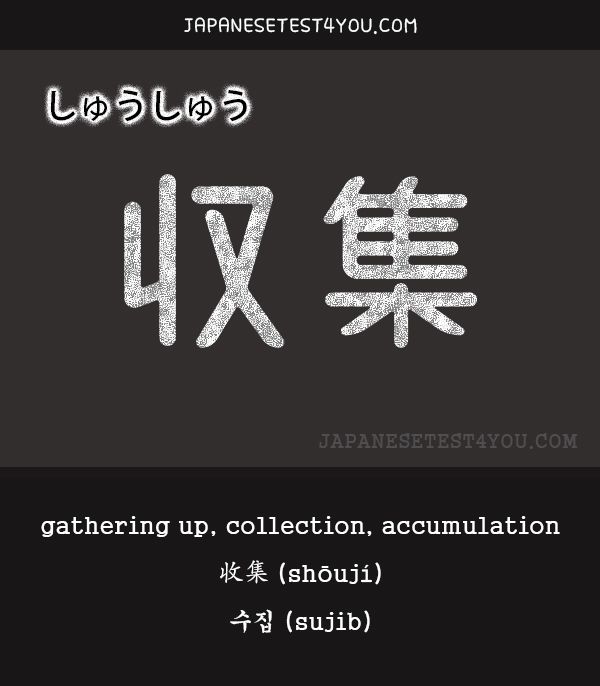 JAPANESETEST4YOU.COM
しゅうしゅう
収集
JAPANESETEST4YOU.COM
gathering up, collection, accumulation
收集 (shōují)
수집 (sujib)